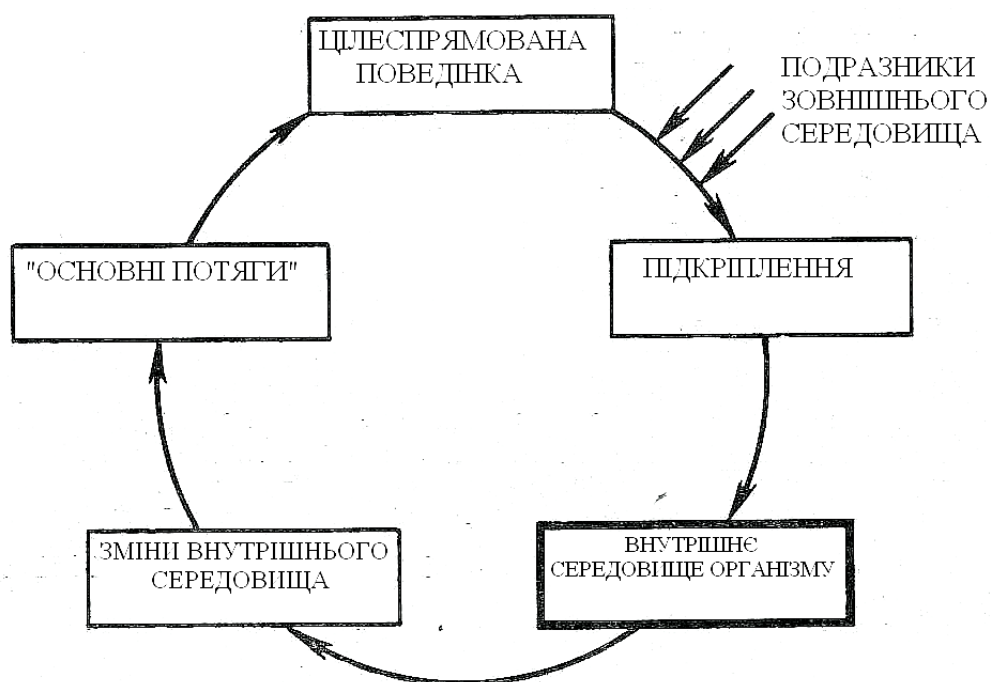 ЦІЛЕСПРЯМОВАНА
ПОВЕДІНКА
ПОДРАЗНИКИ
ЗОВНІШНЬОГО
СЕРЕДОВИЩА
"ОСНОВНІ ПОТЯГИ"
ПІДКРІПЛЕННЯ
ЗМІНИ ВНУТРІШНЬОГО
СЕРЕДОВИЩА
ВНУТРІШНЄ
СЕРЕДОВИЩЕ ОРГАНІЗМУ